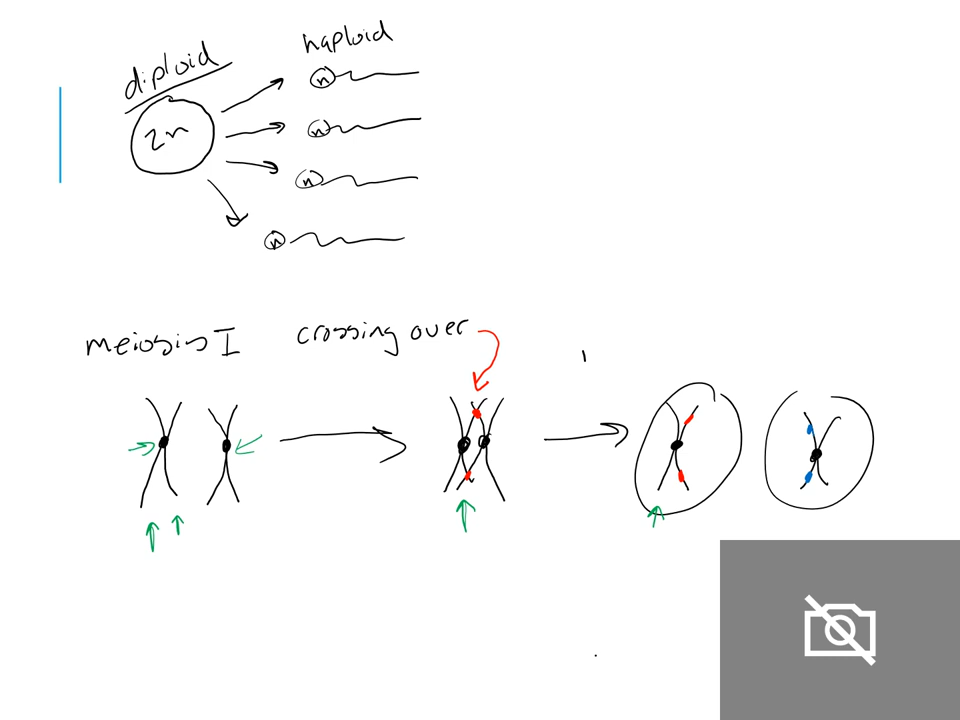 diploid
haploid
2n
n
n
n
n
meiosis I
crossing over